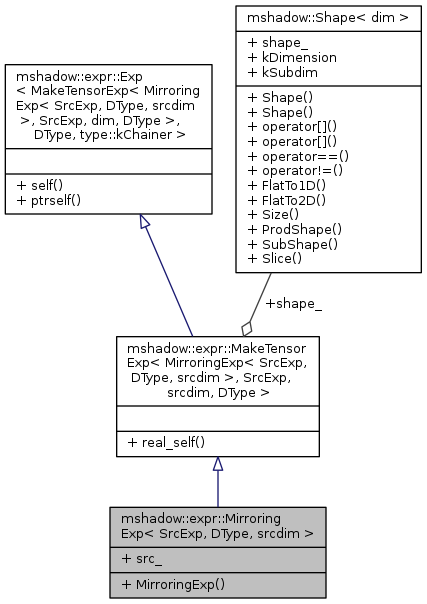 mshadow::Shape< dim >
+ shape_
+ kDimension
+ kSubdim
+ Shape()
+ Shape()
+ operator[]()
+ operator[]()
+ operator==()
+ operator!=()
+ FlatTo1D()
+ FlatTo2D()
+ Size()
+ ProdShape()
+ SubShape()
+ Slice()
mshadow::expr::Exp
< MakeTensorExp< Mirroring
Exp< SrcExp, DType, srcdim
>, SrcExp, dim, DType >,
DType, type::kChainer >
+ self()
+ ptrself()
+shape_
mshadow::expr::MakeTensor
Exp< MirroringExp< SrcExp,
DType, srcdim >, SrcExp,
srcdim, DType >
+ real_self()
mshadow::expr::Mirroring
Exp< SrcExp, DType, srcdim >
+ src_
+ MirroringExp()